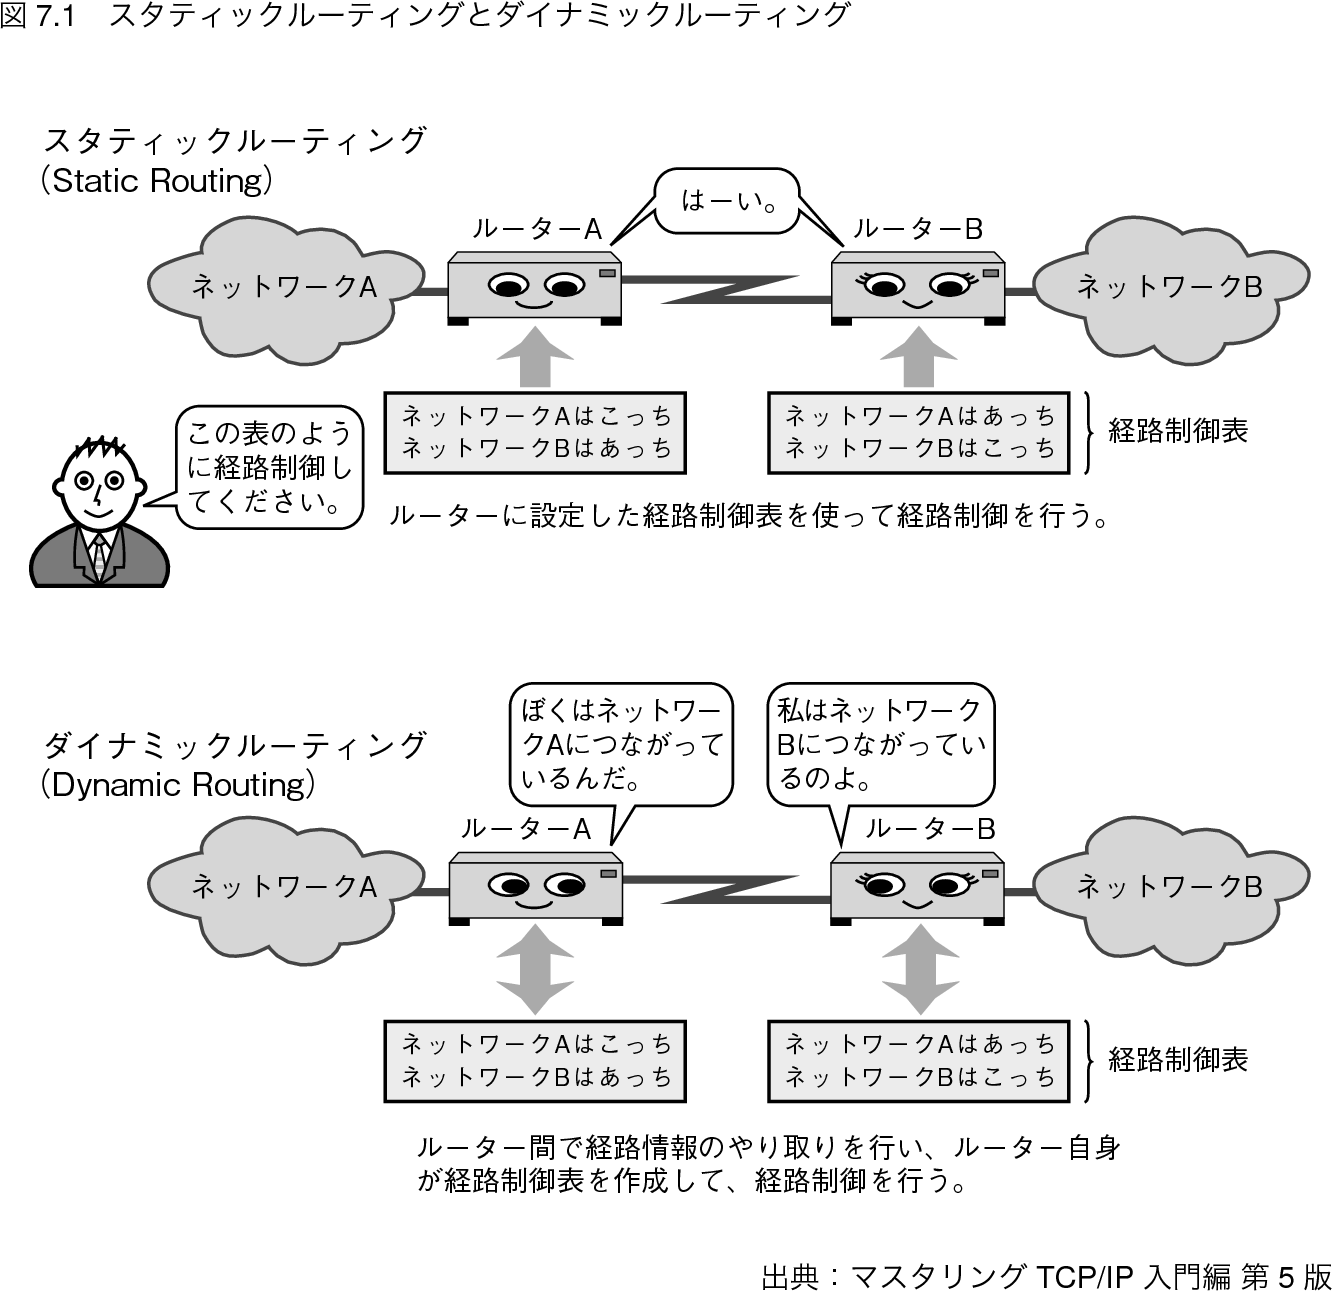 図 7.1　スタティックルーティングとダイナミックルーティング
スタティックルーティング
（Static Routing）
はーい。
ルーターA
ルーターB
ネットワークA
ネットワークB
ネットワークAはこっち
ネットワークBはあっち
ネットワークAはあっち
ネットワークBはこっち
経路制御表
この表のよう
に経路制御し
てください。
ルーターに設定した経路制御表を使って経路制御を行う。
ダイナミックルーティング
（Dynamic Routing）
ぼくはネットワー
クAにつながって
いるんだ。
私はネットワーク
Bにつながってい
るのよ。
ルーターA
ルーターB
ネットワークA
ネットワークB
ネットワークAはこっち
ネットワークBはあっち
ネットワークAはあっち
ネットワークBはこっち
経路制御表
ルーター間で経路情報のやり取りを行い、ルーター自身
が経路制御表を作成して、経路制御を行う。
出典：マスタリング TCP/IP 入門編 第 5 版